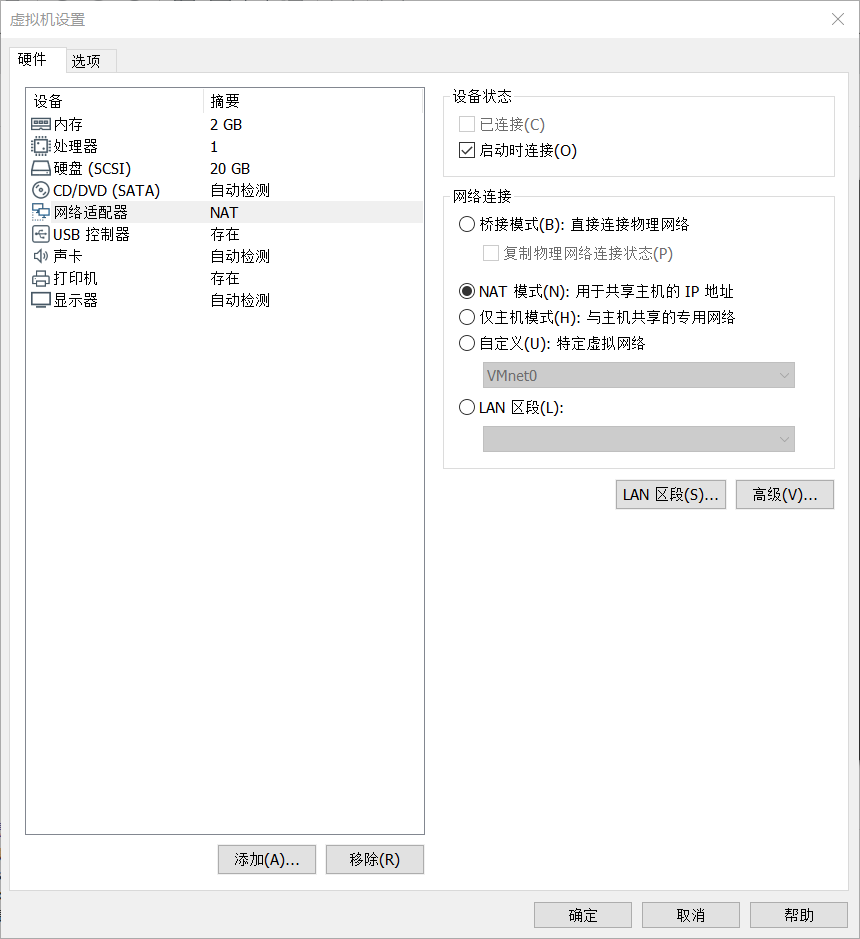 虚拟机设置
硬件
选项
设备 摘要
内存 2 GB
处理器 1
硬盘 (SCSI) 20 GB
CD/DVD (SATA) 自动检测
网络适配器 NAT
USB 控制器 存在
声卡 自动检测
打印机 存在
显示器 自动检测
添加(A)...
移除(R)
设备状态
已连接(C)
启动时连接(O)
网络连接
桥接模式(B): 直接连接物理网络
复制物理网络连接状态(P)
NAT 模式(N): 用于共享主机的 IP 地址
仅主机模式(H): 与主机共享的专用网络
自定义(U): 特定虚拟网络
VMnet0
LAN 区段(L):
LAN 区段(S)...
高级(V)...
确定
取消
帮助